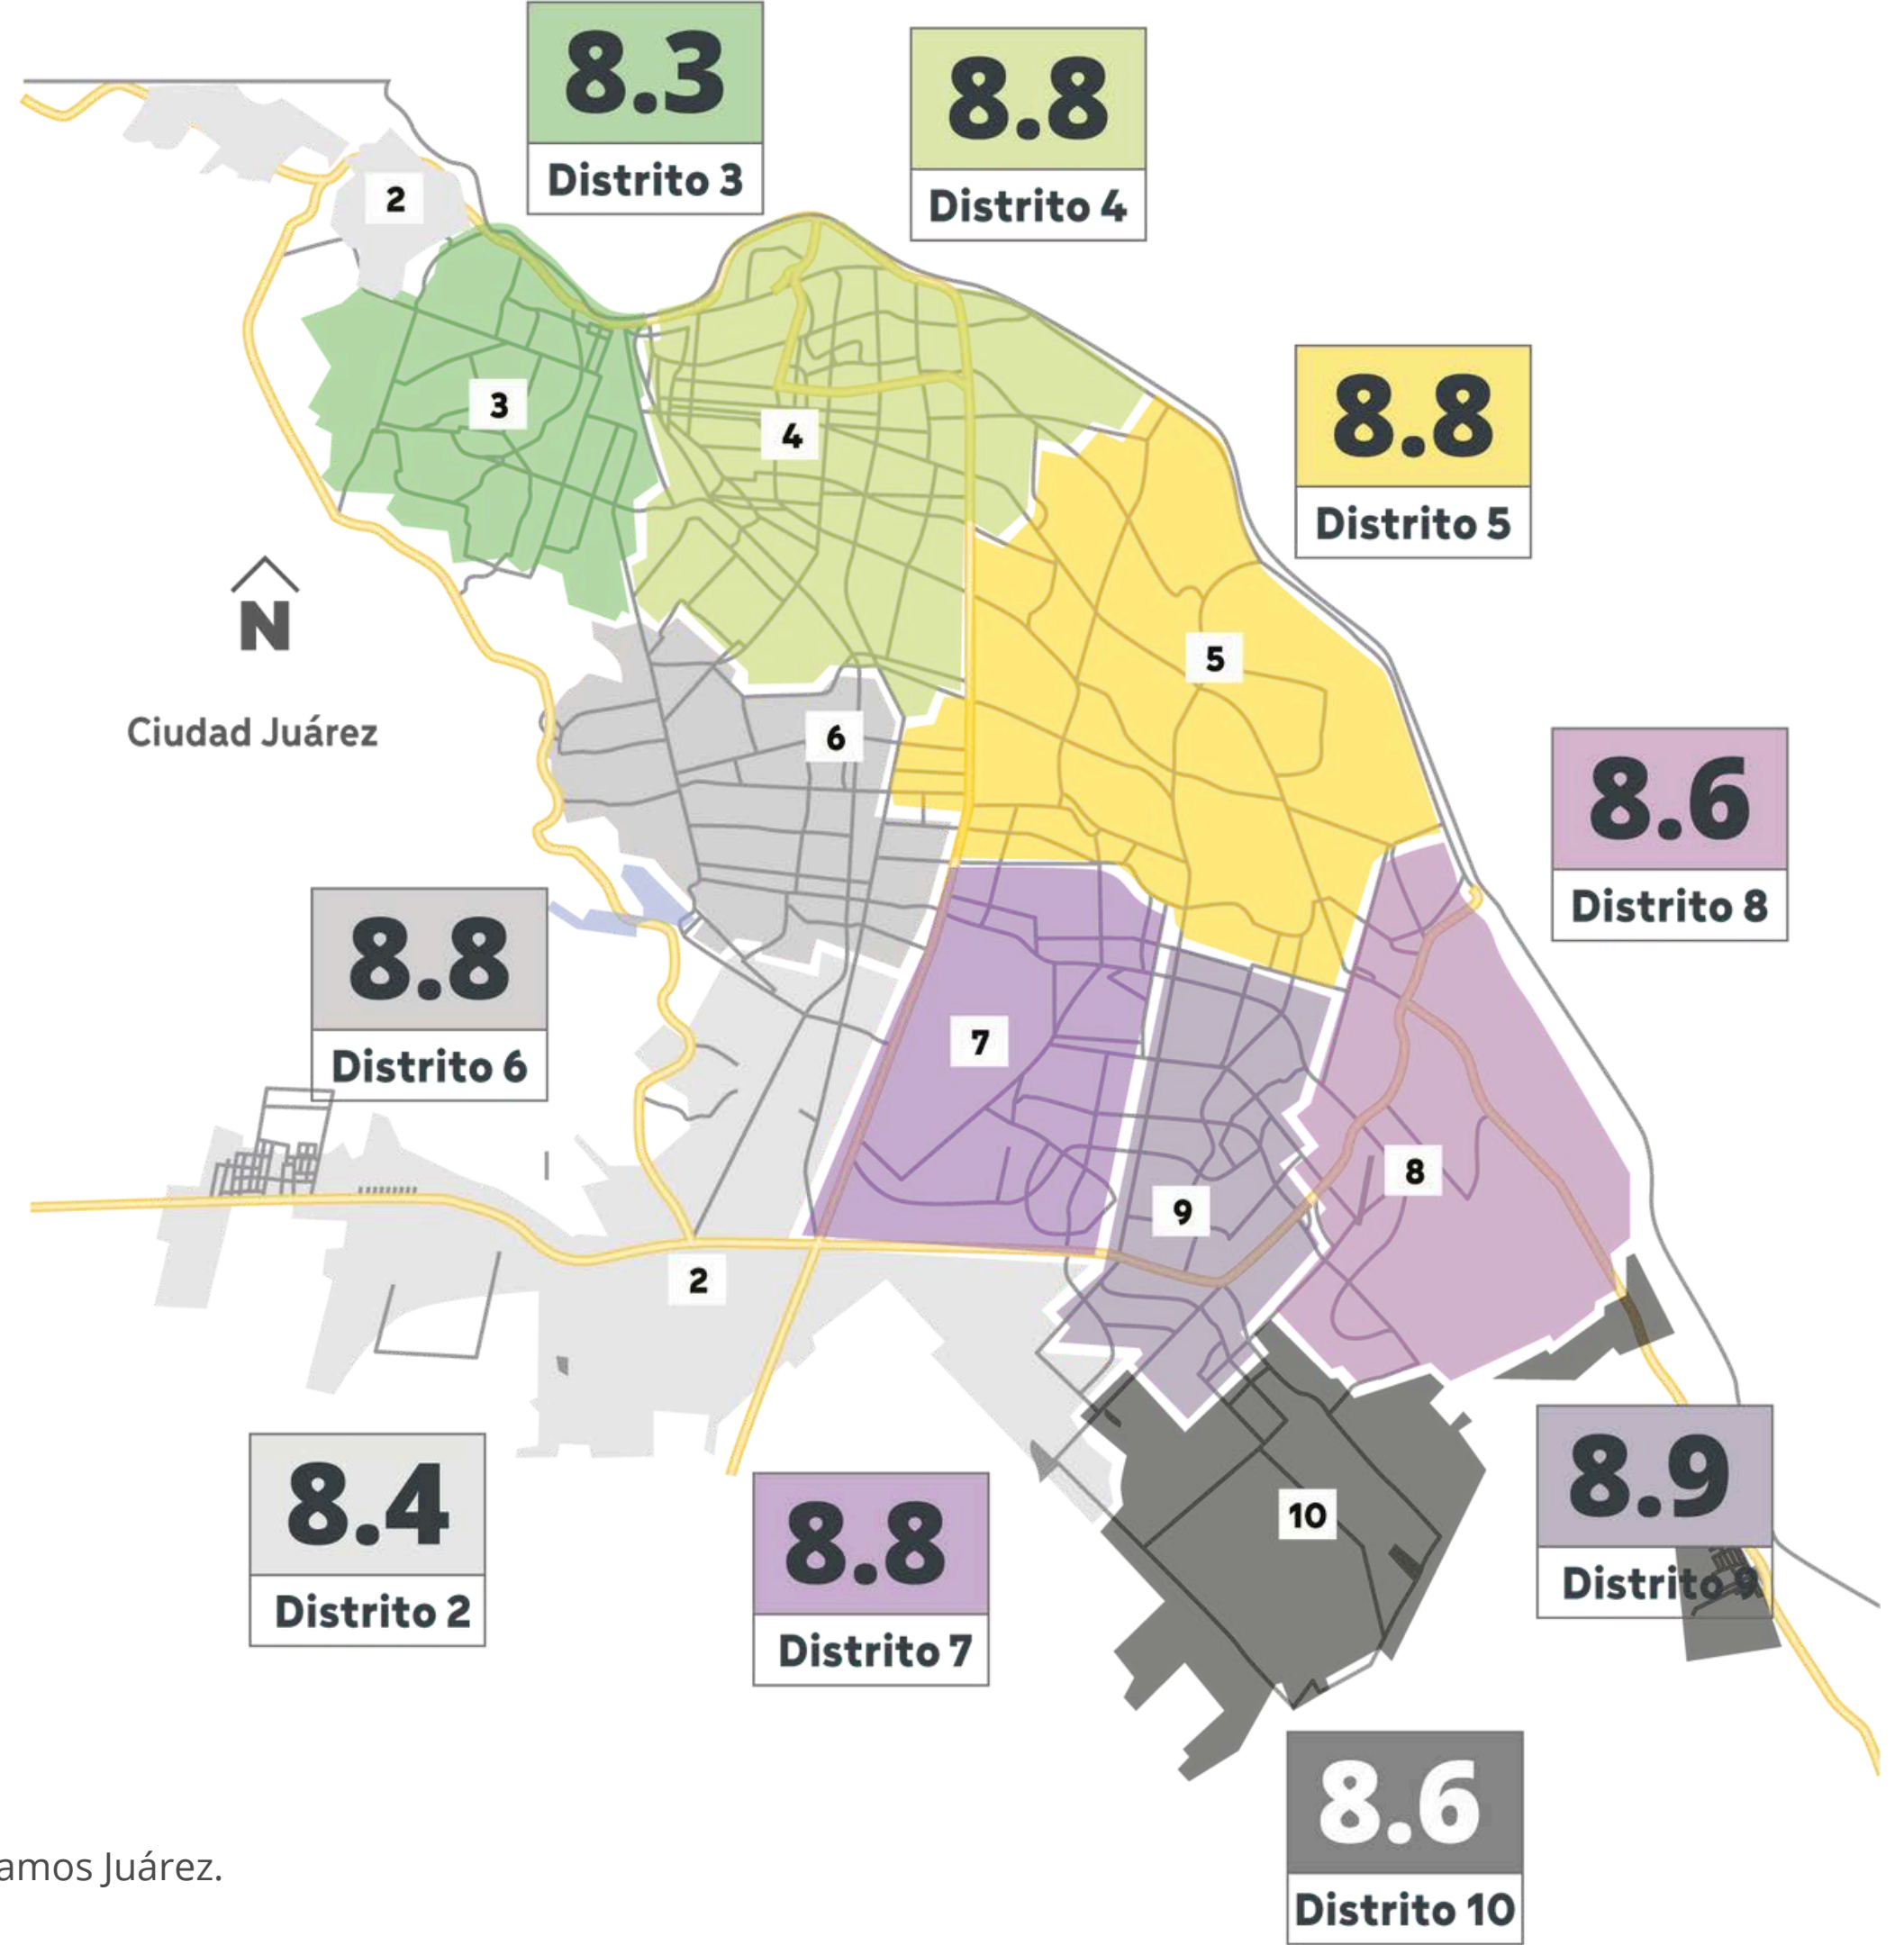 8.3
Distrito 3
8.8
Distrito 4
2
3
4
8.8
Distrito 5
N
Ciudad Juárez
5
6
8.6
Distrito 8
8.8
Distrito 6
7
8
9
2
8.4
Distrito 2
8.8
Distrito 7
10
8.9
Distrito 9
8.6
Distrito 10
amos Juárez.